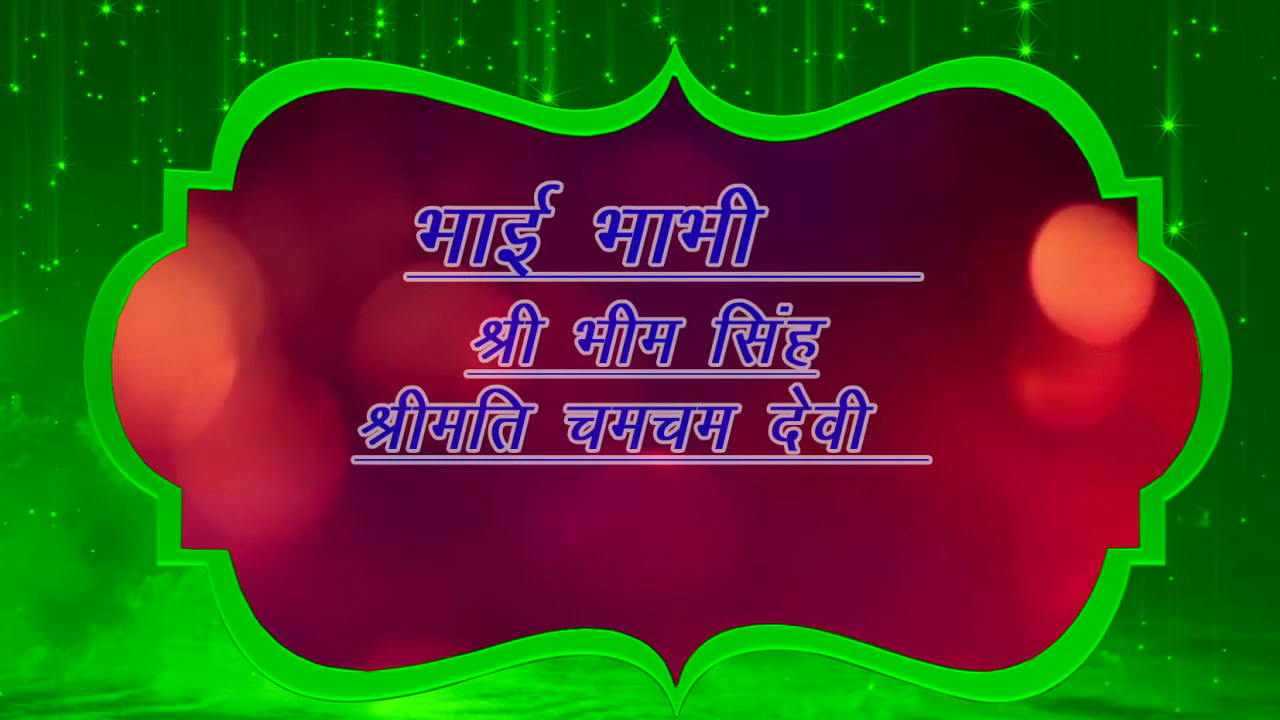 भाई भाभी
श्री भीम सिंह
श्रीमति चमचम देवी